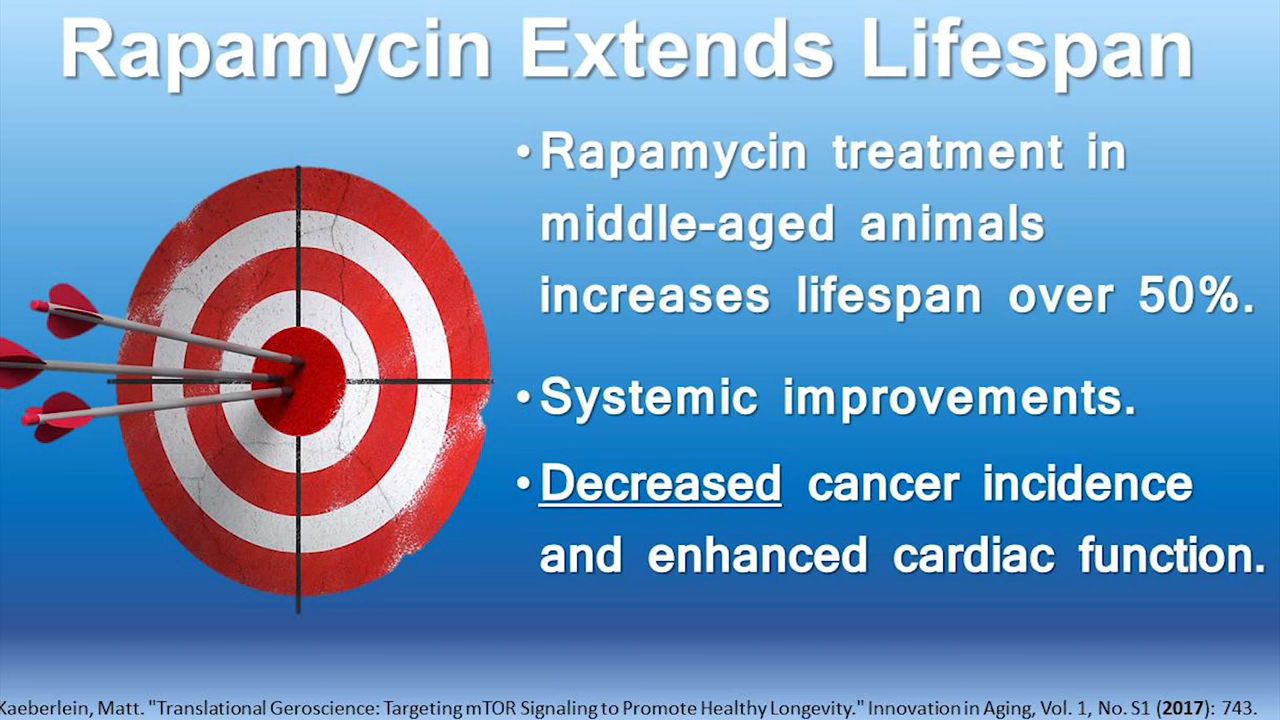 Rapamycin Extends Lifespan
• Rapamycin treatment in
middle-aged animals
increases lifespan over 50%.
• Systemic improvements.
• Decreased cancer incidence
and enhanced cardiac function.
Kaeberlein, Matt. "Translational Geroscience: Targeting mTOR Signaling to Promote Healthy Longevity." Innovation in Aging, Vol. 1, No. S1 (2017): 743.